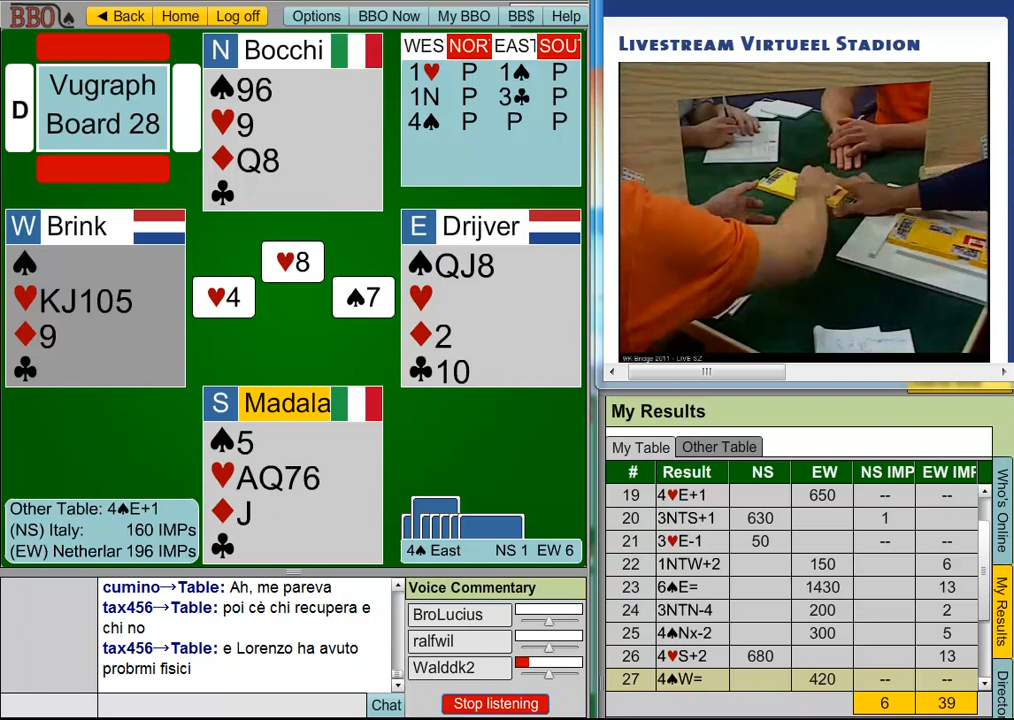 BBO ◄ Back Home Log off Options BBO Now My BBO BB$ Help
D
Vugraph
Board 28
N Bocchi
♠96
♥9
♦Q8
♣
WES NOR EAST SOU
1♥ P 1♠ P
1N P 3♣ P
4♠ P P P
W Brink
♠
♥KJ105
♦9
♣
♥8
♥4
♠7
E Drijver
♠QJ8
♥
♦2
♣10
S Madala
♠5
♥AQ76
♦J
♣
Other Table: 4♠E+1
(NS) Italy: 160 IMPs
(EW) Netherlar 196 IMPs
4♠ East NS 1 EW 6
cumino→Table: Ah, me pareva
tax456→Table: poi cè chi recupera e
chi no
tax456→Table: e Lorenzo ha avuto
probrmi fisici
Chat
Voice Commentary
BroLucius
ralfwil
Walddk2
Stop listening
Livestream Virtueel Stadion
WK Bridge 2011 - LIVE SZ
My Results
My Table Other Table
# Result NS EW NS IMP EW IMF
19 4♥E+1 650 -- --
20 3NTS+1 630 1
21 3♥E-1 50 -- --
22 1NTW+2 150 6
23 6♠E= 1430 13
24 3NTN-4 200 2
25 4♠Nx-2 300 5
26 4♥S+2 680 13
27 4♠W= 420 -- --
6 39
Who's Online
My Results
Director